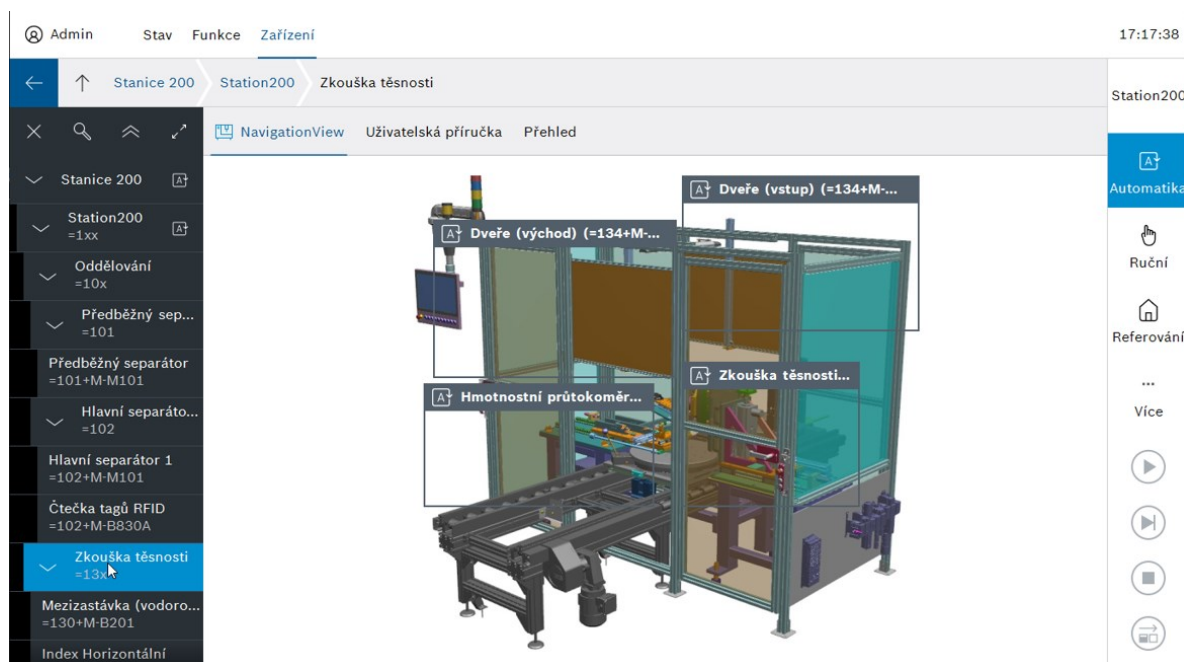 Admin
Stav Funkce Zařízení
17:17:38
Stanice 200 Station200 Zkouška těsnosti
Station200
NavigationView Uživatelská příručka Přehled
Stanice 200
Station200
=1xx
Oddělování
=10x
Předběžný sep...
=101
Předběžný separátor
=101+M-M101
Hlavní separáto...
=102
Hlavní separátor 1
=102+M-M101
Čtečka tagů RFID
=102+M-B830A
Zkouška těsnosti
=13x
Mezizastávka (vodoro...
=130+M-B201
Index Horizontální
Dveře (vstup) (=134+M-...
Dveře (východ) (=134+M-...
Zkouška těsnosti...
Hmotnostní průtokoměr...
Automatika
Ruční
Referování
...
Více